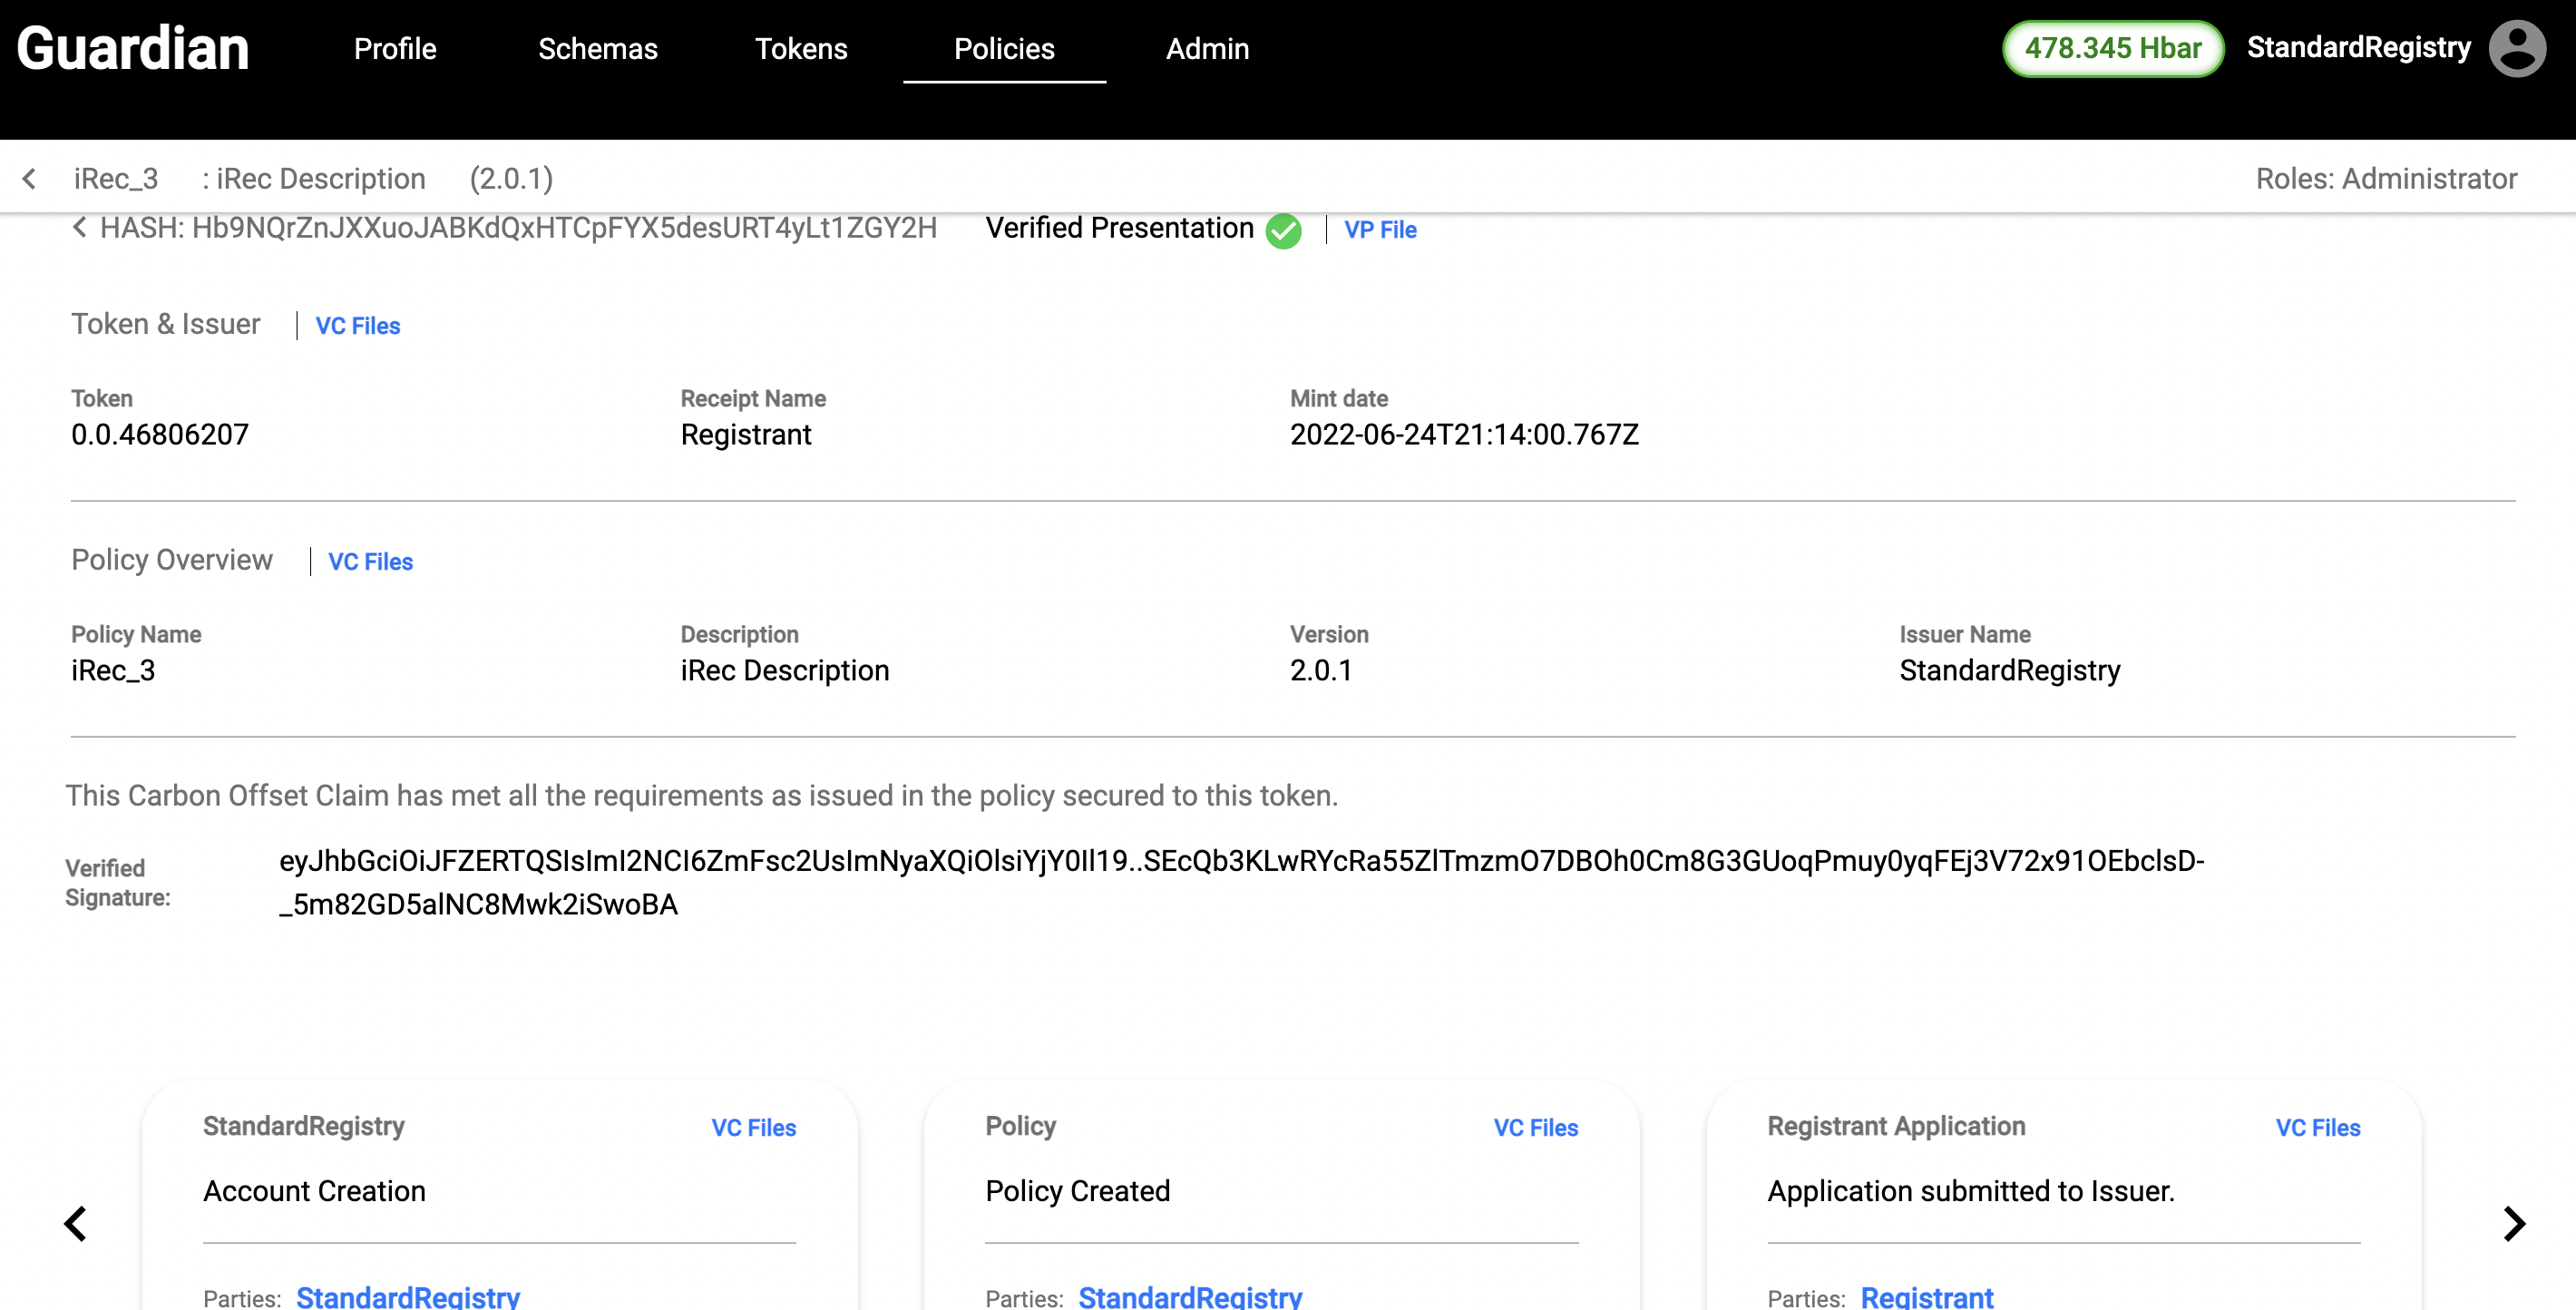 Guardian Profile Schemas Tokens Policies Admin 478.345 Hbar StandardRegistry
iRec_3 : iRec Description (2.0.1) Roles: Administrator
HASH: Hb9NQrZnJXXuoJABKdQxHTCpFYX5desURT4yLt1ZGY2H Verified Presentation VP File
Token & Issuer VC Files
Token Receipt Name Mint date
0.0.46806207 Registrant 2022-06-24T21:14:00.767Z
Policy Overview VC Files
Policy Name Description Version Issuer Name
iRec_3 iRec Description 2.0.1 StandardRegistry
This Carbon Offset Claim has met all the requirements as issued in the policy secured to this token.
Verified
Signature:
eyJhbGciOiJFZERTQSIsImI2NCI6ZmFsc2UsImNyaXQiOlsiYjY0Il19..SEcQb3KLwRYcRa55ZlTmzmO7DBOh0Cm8G3GUoqPmuy0yqFEj3V72x91OEbclsD-
_5m82GD5alNC8Mwk2iSwoBA
StandardRegistry VC Files
Account Creation
Parties: StandardRegistry
Policy VC Files
Policy Created
Parties: StandardRegistry
Registrant Application VC Files
Application submitted to Issuer.
Parties: Registrant